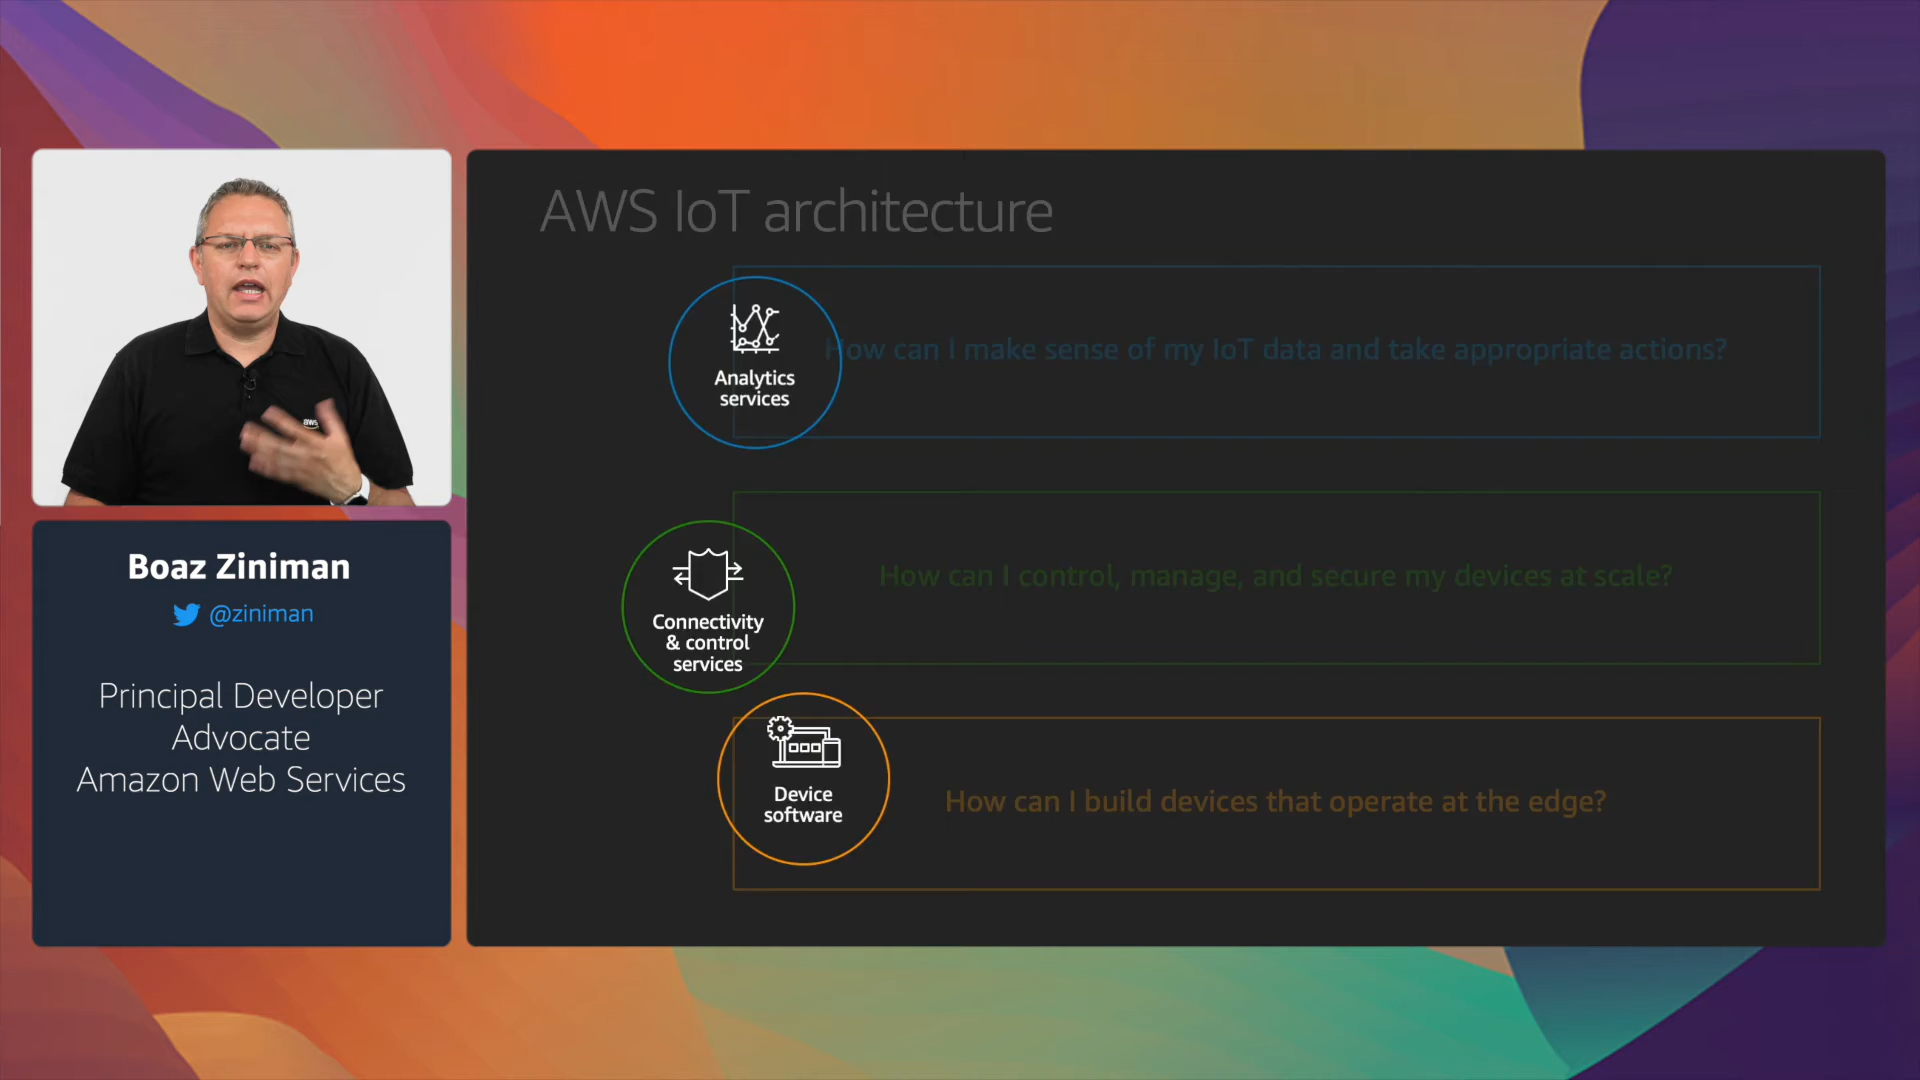 AWS IoT architecture
Analytics
services
How can I make sense of my IoT data and take appropriate actions?
Connectivity
& control
services
How can I control, manage, and secure my devices at scale?
Device
software
How can I build devices that operate at the edge?
aws
Boaz Ziniman
@ziniman
Principal Developer
Advocate
Amazon Web Services